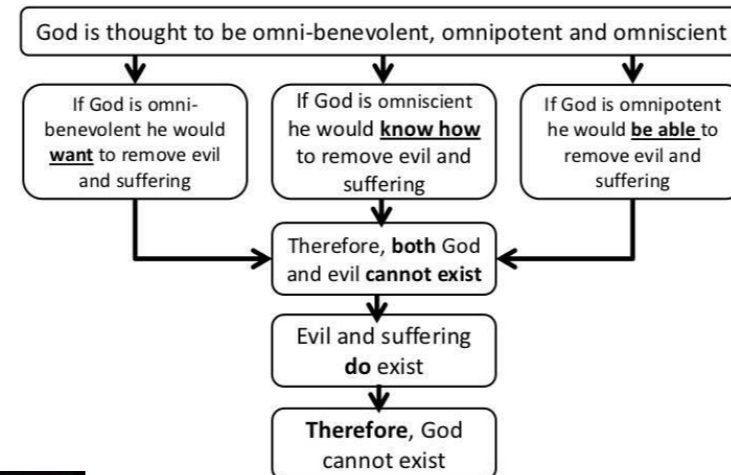 God is thought to be omni-benevolent, omnipotent and omniscient
If God is omni-
benevolent he would
want to remove evil
and suffering
If God is omniscient
he would know how
to remove evil and
suffering
If God is omnipotent
he would be able to
remove evil and
suffering
Therefore, both God
and evil cannot exist
Evil and suffering
do exist
Therefore, God
cannot exist